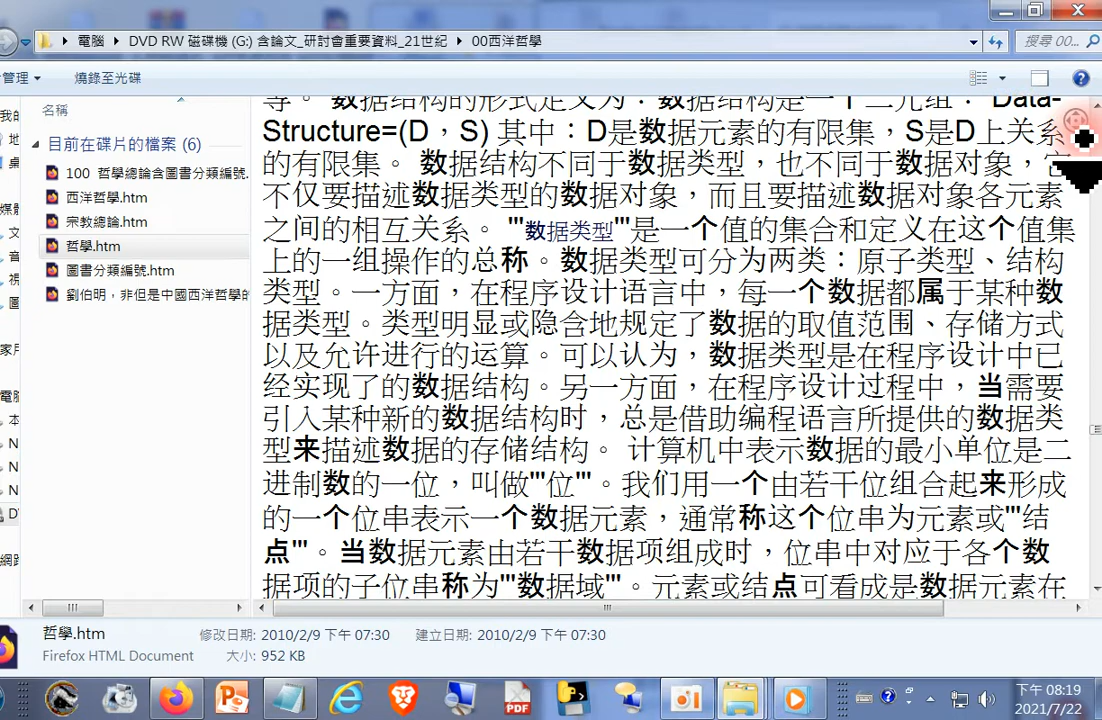 電腦 ▸ DVD RW 磁碟機 (G:) 含論文_研討會重要資料_21世紀 ▸ 00西洋哲學
搜尋 00...
管理 燒錄至光碟
名稱
目前在碟片的檔案 (6)
100 哲學總論含圖書分類編號.
西洋哲學.htm
宗教總論.htm
哲學.htm
圖書分類編號.htm
劉伯明，非但是中國西洋哲學的
等。 数据结构的形式定义为：数据结构是一个二元组： Data-
Structure=(D，S) 其中：D是数据元素的有限集，S是D上关系
的有限集。 数据结构不同于数据类型，也不同于数据对象，它
不仅要描述数据类型的数据对象，而且要描述数据对象各元素
之间的相互关系。 '''数据类型'''是一个值的集合和定义在这个值集
上的一组操作的总称。数据类型可分为两类：原子类型、结构
类型。一方面，在程序设计语言中，每一个数据都属于某种数
据类型。类型明显或隐含地规定了数据的取值范围、存储方式
以及允许进行的运算。可以认为，数据类型是在程序设计中已
经实现了的数据结构。另一方面，在程序设计过程中，当需要
引入某种新的数据结构时，总是借助编程语言所提供的数据类
型来描述数据的存储结构。 计算机中表示数据的最小单位是二
进制数的一位，叫做'''位'''。我们用一个由若干位组合起来形成
的一个位串表示一个数据元素，通常称这个位串为元素或'''结
点'''。当数据元素由若干数据项组成时，位串中对应于各个数
据项的子位串称为'''数据域'''。元素或结点可看成是数据元素在
哲學.htm 修改日期: 2010/2/9 下午 07:30 建立日期: 2010/2/9 下午 07:30
Firefox HTML Document 大小: 952 KB
PDF
下午 08:19
2021/7/22